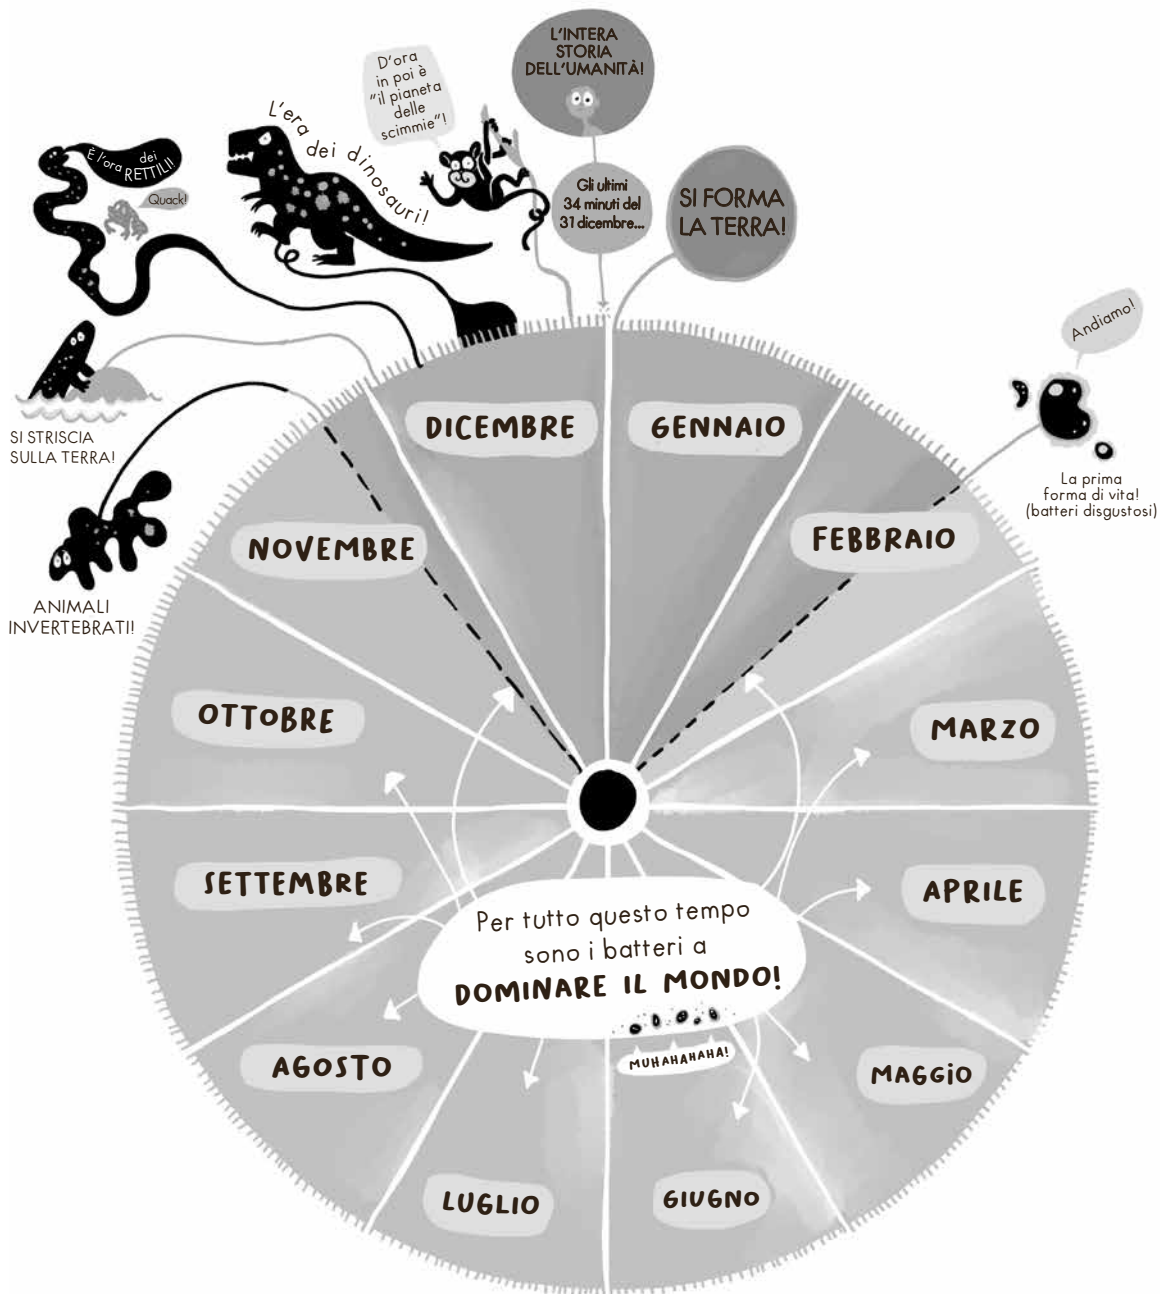 L'INTERA
STORIA
DELL'UMANITÀ!
D'ora
in poi è
"il pianeta
delle
scimmie"!
L'era dei dinosauri!
È l'ora dei
RETTILI!
Quack!
Gli ultimi
34 minuti del
31 dicembre...
SI FORMA
LA TERRA!
Andiamo!
La prima
forma di vita!
(batteri disgustosi)
SI STRISCIA
SULLA TERRA!
ANIMALI
INVERTEBRATI!
DICEMBRE
GENNAIO
NOVEMBRE
FEBBRAIO
OTTOBRE
MARZO
SETTEMBRE
APRILE
Per tutto questo tempo
sono i batteri a
DOMINARE IL MONDO!
MUHAHAHAHA!
AGOSTO
MAGGiO
LUGLIO
GIUGNO